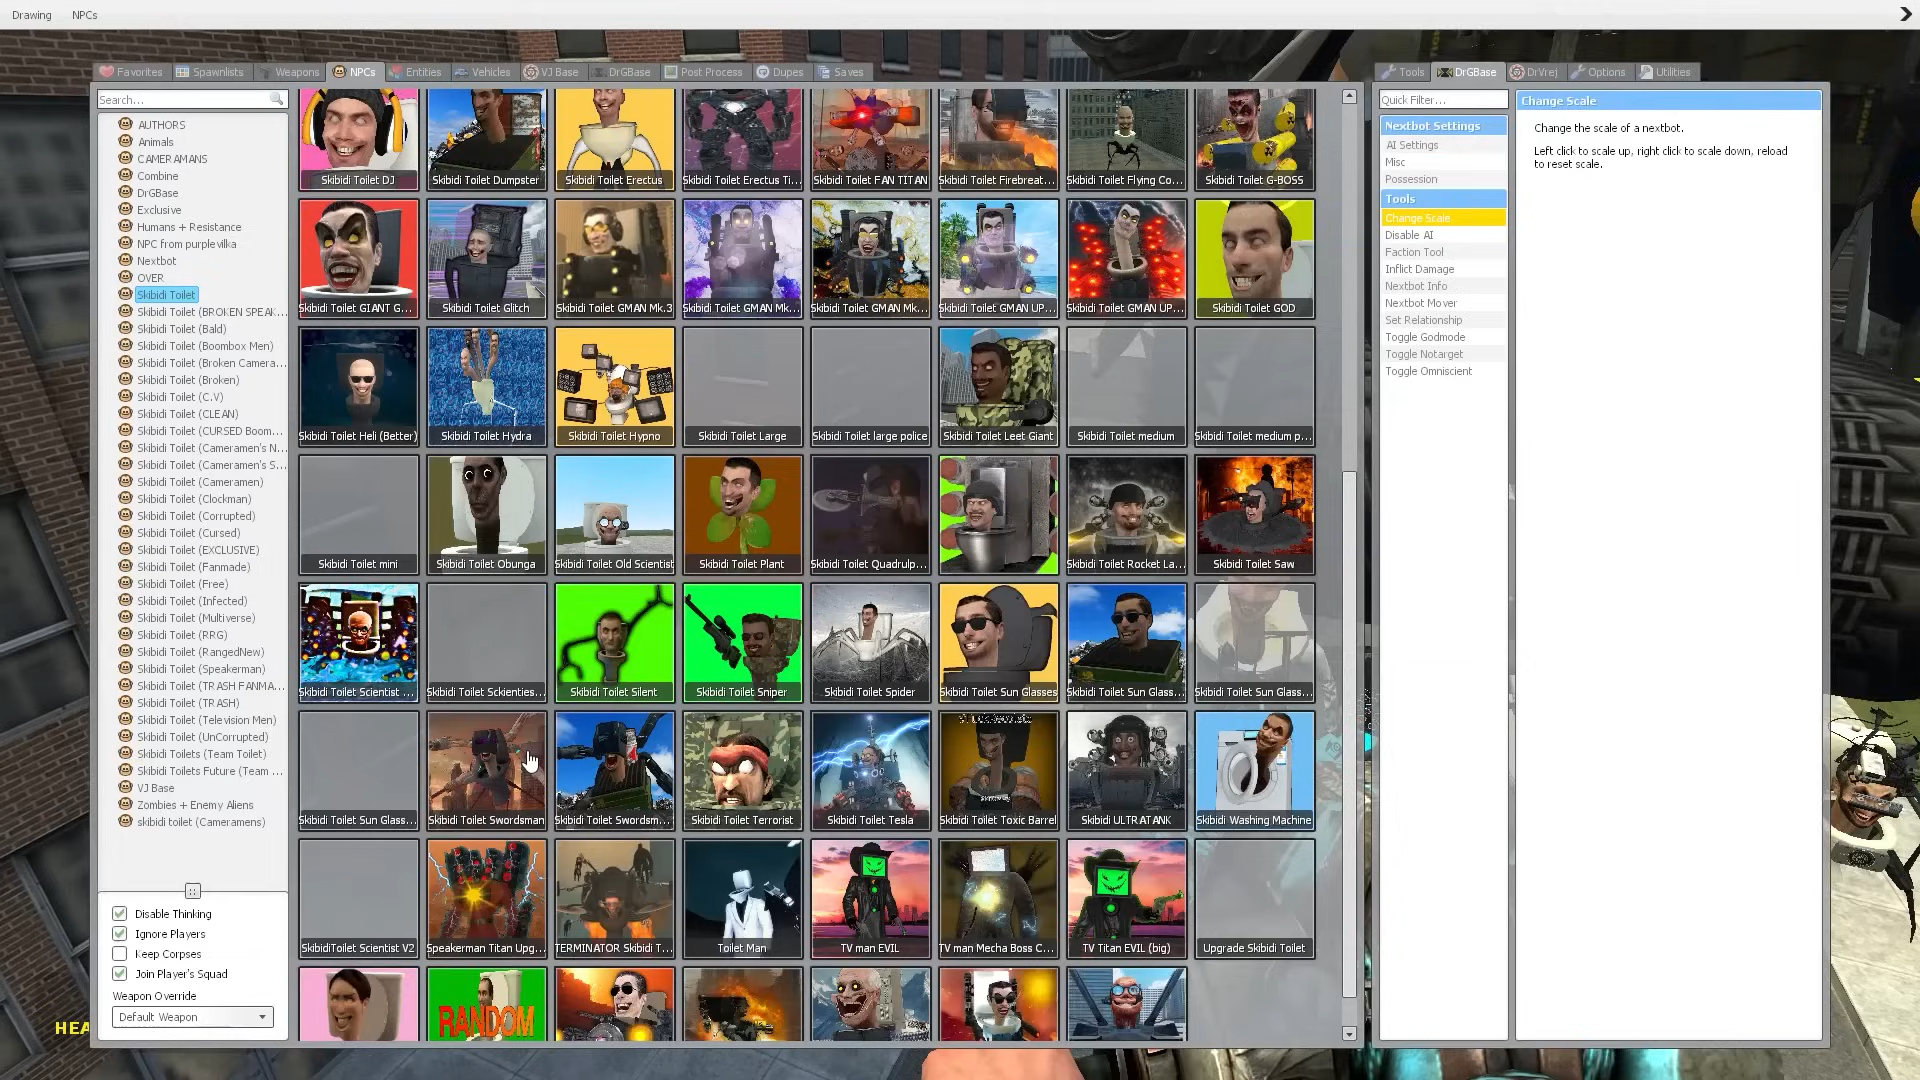 Drawing NPCs
Favorites Spawnlists Weapons NPCs Entities Vehicles VJ Base DrGBase Post Process Dupes Saves
Search...
AUTHORS
Animals
CAMERAMANS
Combine
DrGBase
Exclusive
Humans + Resistance
NPC from purplevilka
Nextbot
OVER
Skibidi Toilet
Skibidi Toilet (BROKEN SPEAK...
Skibidi Toilet (Bald)
Skibidi Toilet (Boombox Men)
Skibidi Toilet (Broken Camera...
Skibidi Toilet (Broken)
Skibidi Toilet (C.V)
Skibidi Toilet (CLEAN)
Skibidi Toilet (CURSED Boom...
Skibidi Toilet (Cameramen's N...
Skibidi Toilet (Cameramen's S...
Skibidi Toilet (Cameramen)
Skibidi Toilet (Clockman)
Skibidi Toilet (Corrupted)
Skibidi Toilet (Cursed)
Skibidi Toilet (EXCLUSIVE)
Skibidi Toilet (Fanmade)
Skibidi Toilet (Free)
Skibidi Toilet (Infected)
Skibidi Toilet (Multiverse)
Skibidi Toilet (RRG)
Skibidi Toilet (RangedNew)
Skibidi Toilet (Speakerman)
Skibidi Toilet (TRASH FANMA...
Skibidi Toilet (TRASH)
Skibidi Toilet (Television Men)
Skibidi Toilet (UnCorrupted)
Skibidi Toilets (Team Toilet)
Skibidi Toilets Future (Team ...
VJ Base
Zombies + Enemy Aliens
skibidi toilet (Cameramens)
Disable Thinking
Ignore Players
Keep Corpses
Join Player's Squad
Weapon Override
Default Weapon
HEA
Skibidi Toilet DJ Skibidi Toilet Dumpster Skibidi Toilet Erectus Skibidi Toilet Erectus Ti... Skibidi Toilet FAN TITAN Skibidi Toilet Firebreat... Skibidi Toilet Flying Co... Skibidi Toilet G-BOSS
Skibidi Toilet GIANT G... Skibidi Toilet Glitch Skibidi Toilet GMAN Mk.3 Skibidi Toilet GMAN Mk... Skibidi Toilet GMAN Mk... Skibidi Toilet GMAN UP... Skibidi Toilet GMAN UP... Skibidi Toilet GOD
Skibidi Toilet Heli (Better) Skibidi Toilet Hydra Skibidi Toilet Hypno Skibidi Toilet Large Skibidi Toilet large police Skibidi Toilet Leet Giant Skibidi Toilet medium Skibidi Toilet medium p...
Skibidi Toilet mini Skibidi Toilet Obunga Skibidi Toilet Old Scientist Skibidi Toilet Plant Skibidi Toilet Quadrulp... Skibidi Toilet Rocket La... Skibidi Toilet Saw
Skibidi Toilet Scientist ... Skibidi Toilet Sckienties... Skibidi Toilet Silent Skibidi Toilet Sniper Skibidi Toilet Spider Skibidi Toilet Sun Glasses Skibidi Toilet Sun Glass... Skibidi Toilet Sun Glass...
Skibidi Toilet Sun Glass... Skibidi Toilet Swordsman Skibidi Toilet Swordsm... Skibidi Toilet Terrorist Skibidi Toilet Tesla Skibidi Toilet Toxic Barrel Skibidi ULTRATANK Skibidi Washing Machine
SkibidiToilet Scientist V2 Speakerman Titan Upg... TERMINATOR Skibidi T... Toilet Man TV man EVIL TV man Mecha Boss C... TV Titan EVIL (big) Upgrade Skibidi Toilet
RANDOM
Tools DrGBase DrVrej Options Utilities
Quick Filter...
Nextbot Settings
AI Settings
Misc
Possession
Tools
Change Scale
Disable AI
Faction Tool
Inflict Damage
Nextbot Info
Nextbot Mover
Set Relationship
Toggle Godmode
Toggle Notarget
Toggle Omniscient
Change Scale
Change the scale of a nextbot.
Left click to scale up, right click to scale down, reload
to reset scale.